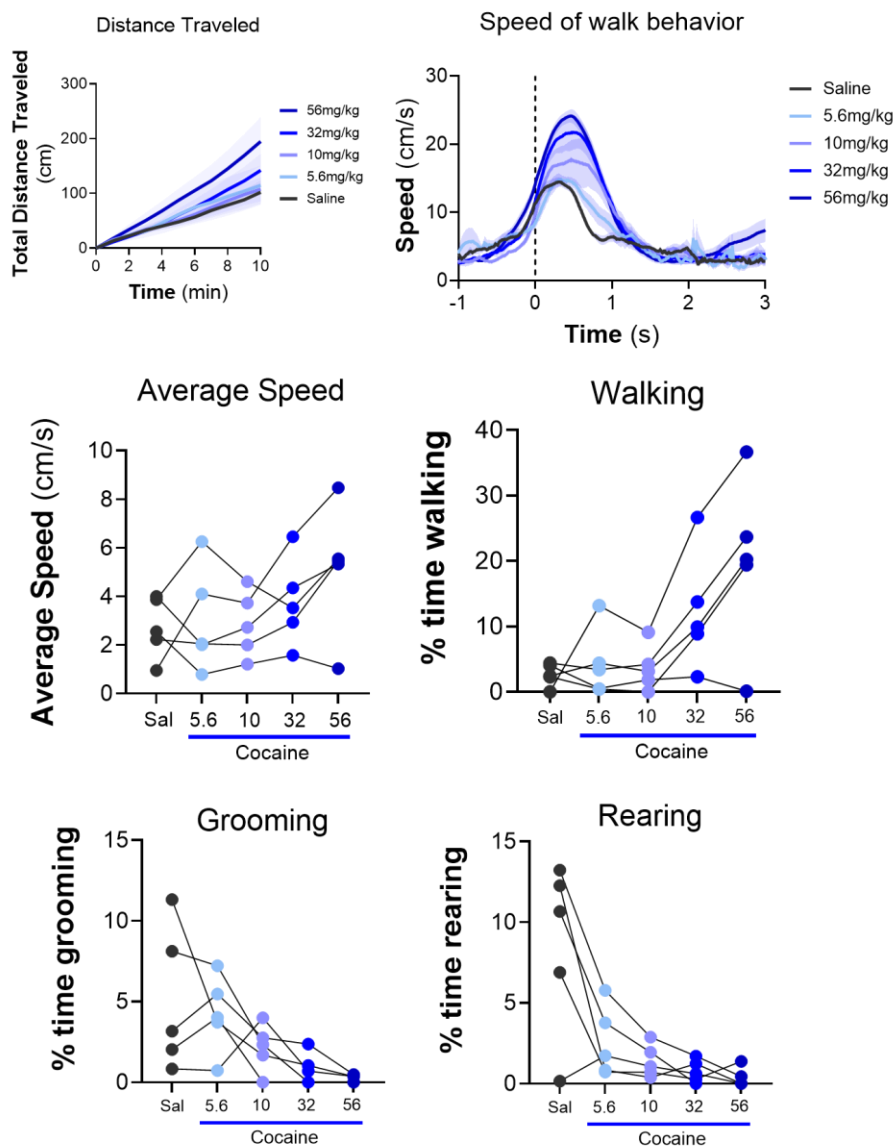 Distance Traveled
Total Distance Traveled
(cm)
300
200
100
0
0 2 4 6 8 10
Time (min)
56mg/kg
32mg/kg
10mg/kg
5.6mg/kg
Saline
Speed of walk behavior
Speed (cm/s)
30
20
10
0
-1 0 1 2 3
Time (s)
Saline
5.6mg/kg
10mg/kg
32mg/kg
56mg/kg
Average Speed
Average Speed (cm/s)
10
8
6
4
2
0
Sal 5.6 10 32 56
Cocaine
Walking
% time walking
40
30
20
10
0
Sal 5.6 10 32 56
Cocaine
Grooming
% time grooming
15
10
5
0
Sal 5.6 10 32 56
Cocaine
Rearing
% time rearing
15
10
5
0
Sal 5.6 10 32 56
Cocaine